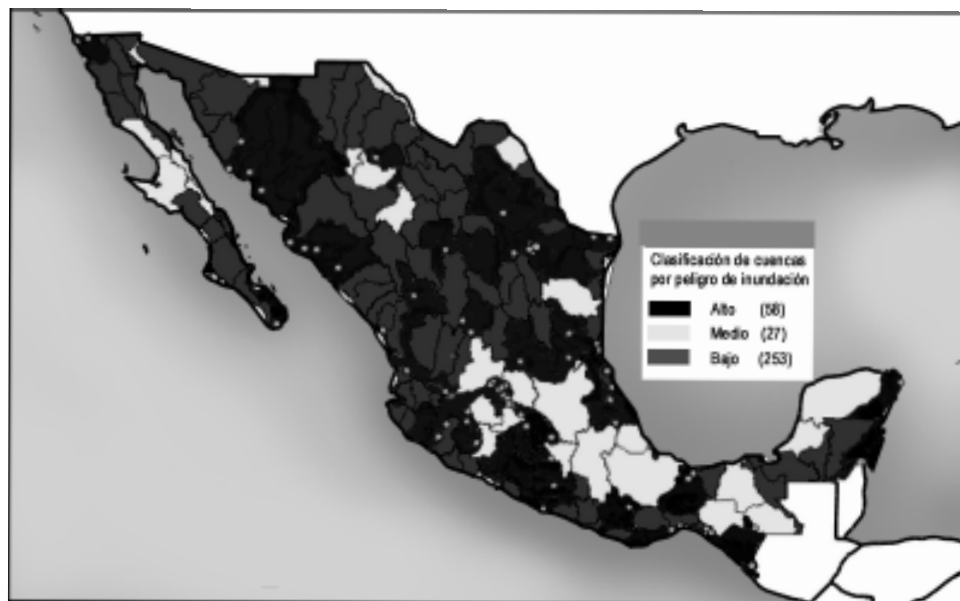 Clasificación de cuencas
por peligro de inundación
Alto (58)
Medio (27)
Bajo (253)